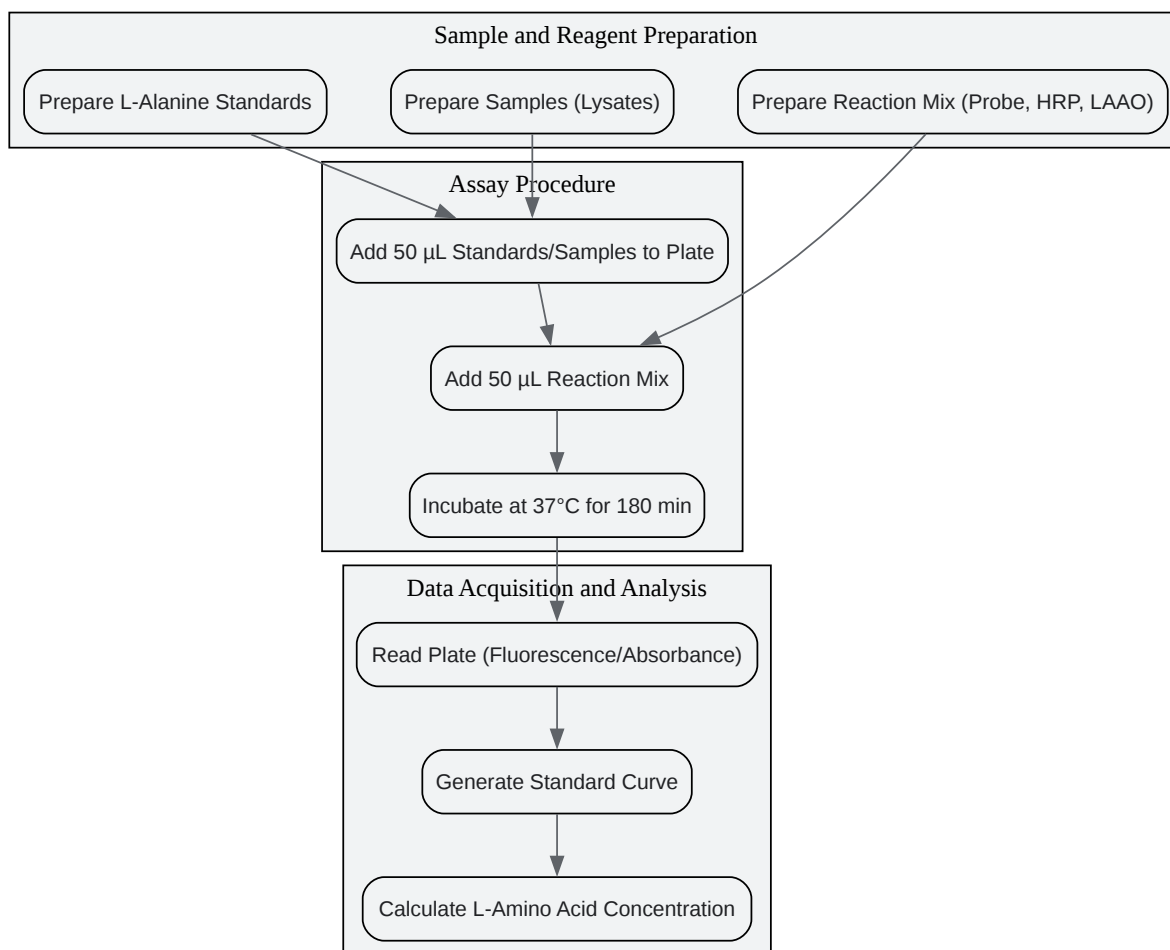 Sample and Reagent Preparation
Prepare L-Alanine Standards
Prepare Samples (Lysates)
Prepare Reaction Mix (Probe, HRP, LAAO)
Assay Procedure
Add 50 µL Standards/Samples to Plate
Add 50 µL Reaction Mix
Incubate at 37°C for 180 min
Data Acquisition and Analysis
Read Plate (Fluorescence/Absorbance)
Generate Standard Curve
Calculate L-Amino Acid Concentration